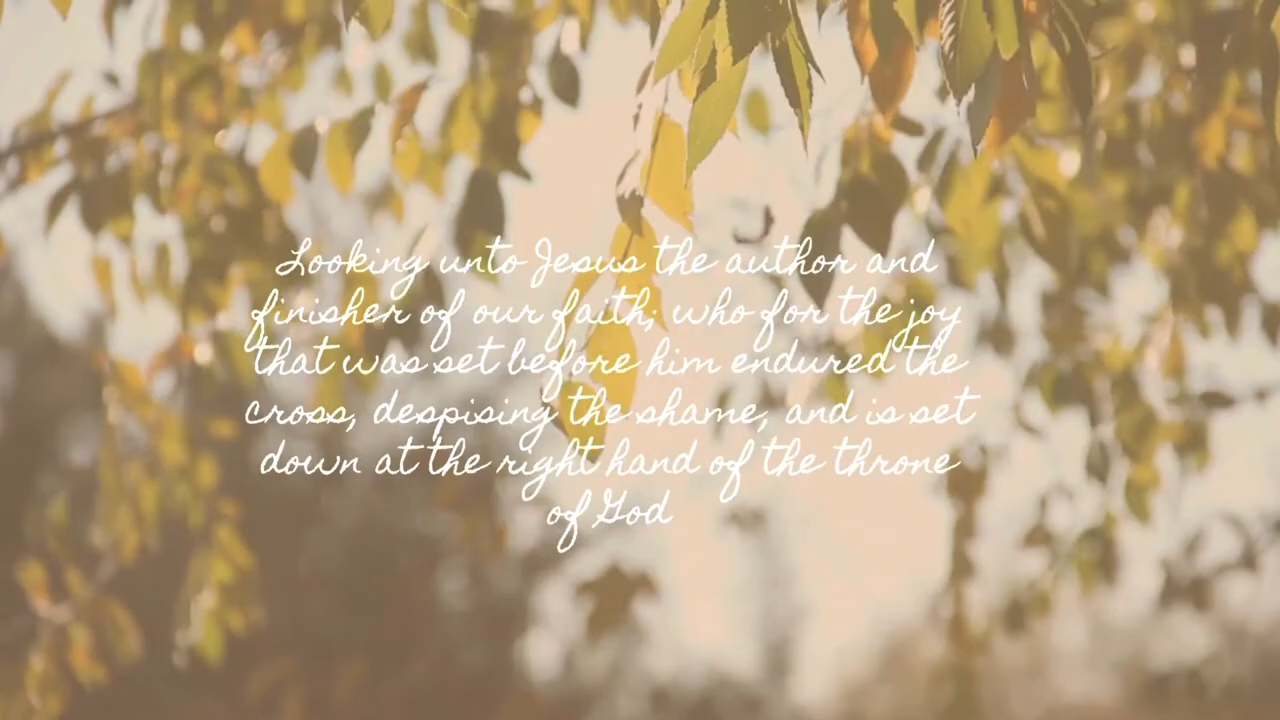 Looking unto Jesus the author and
finisher of our faith; who for the joy
that was set before him endured the
cross, despising the shame, and is set
down at the right hand of the throne
of God